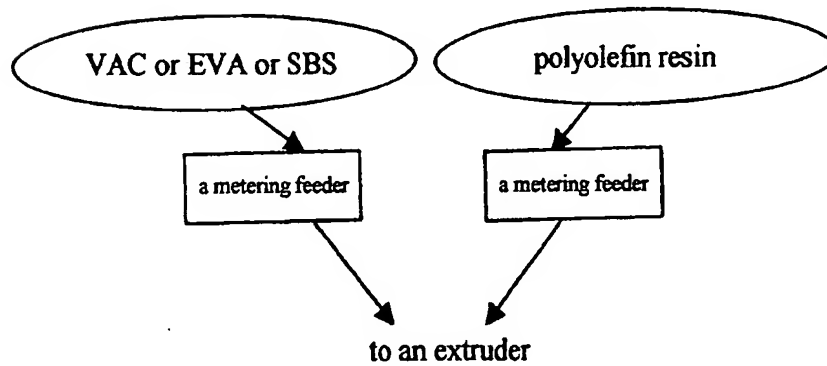 VAC or EVA or SBS
polyolefin resin
a metering feeder
a metering feeder
to an extruder